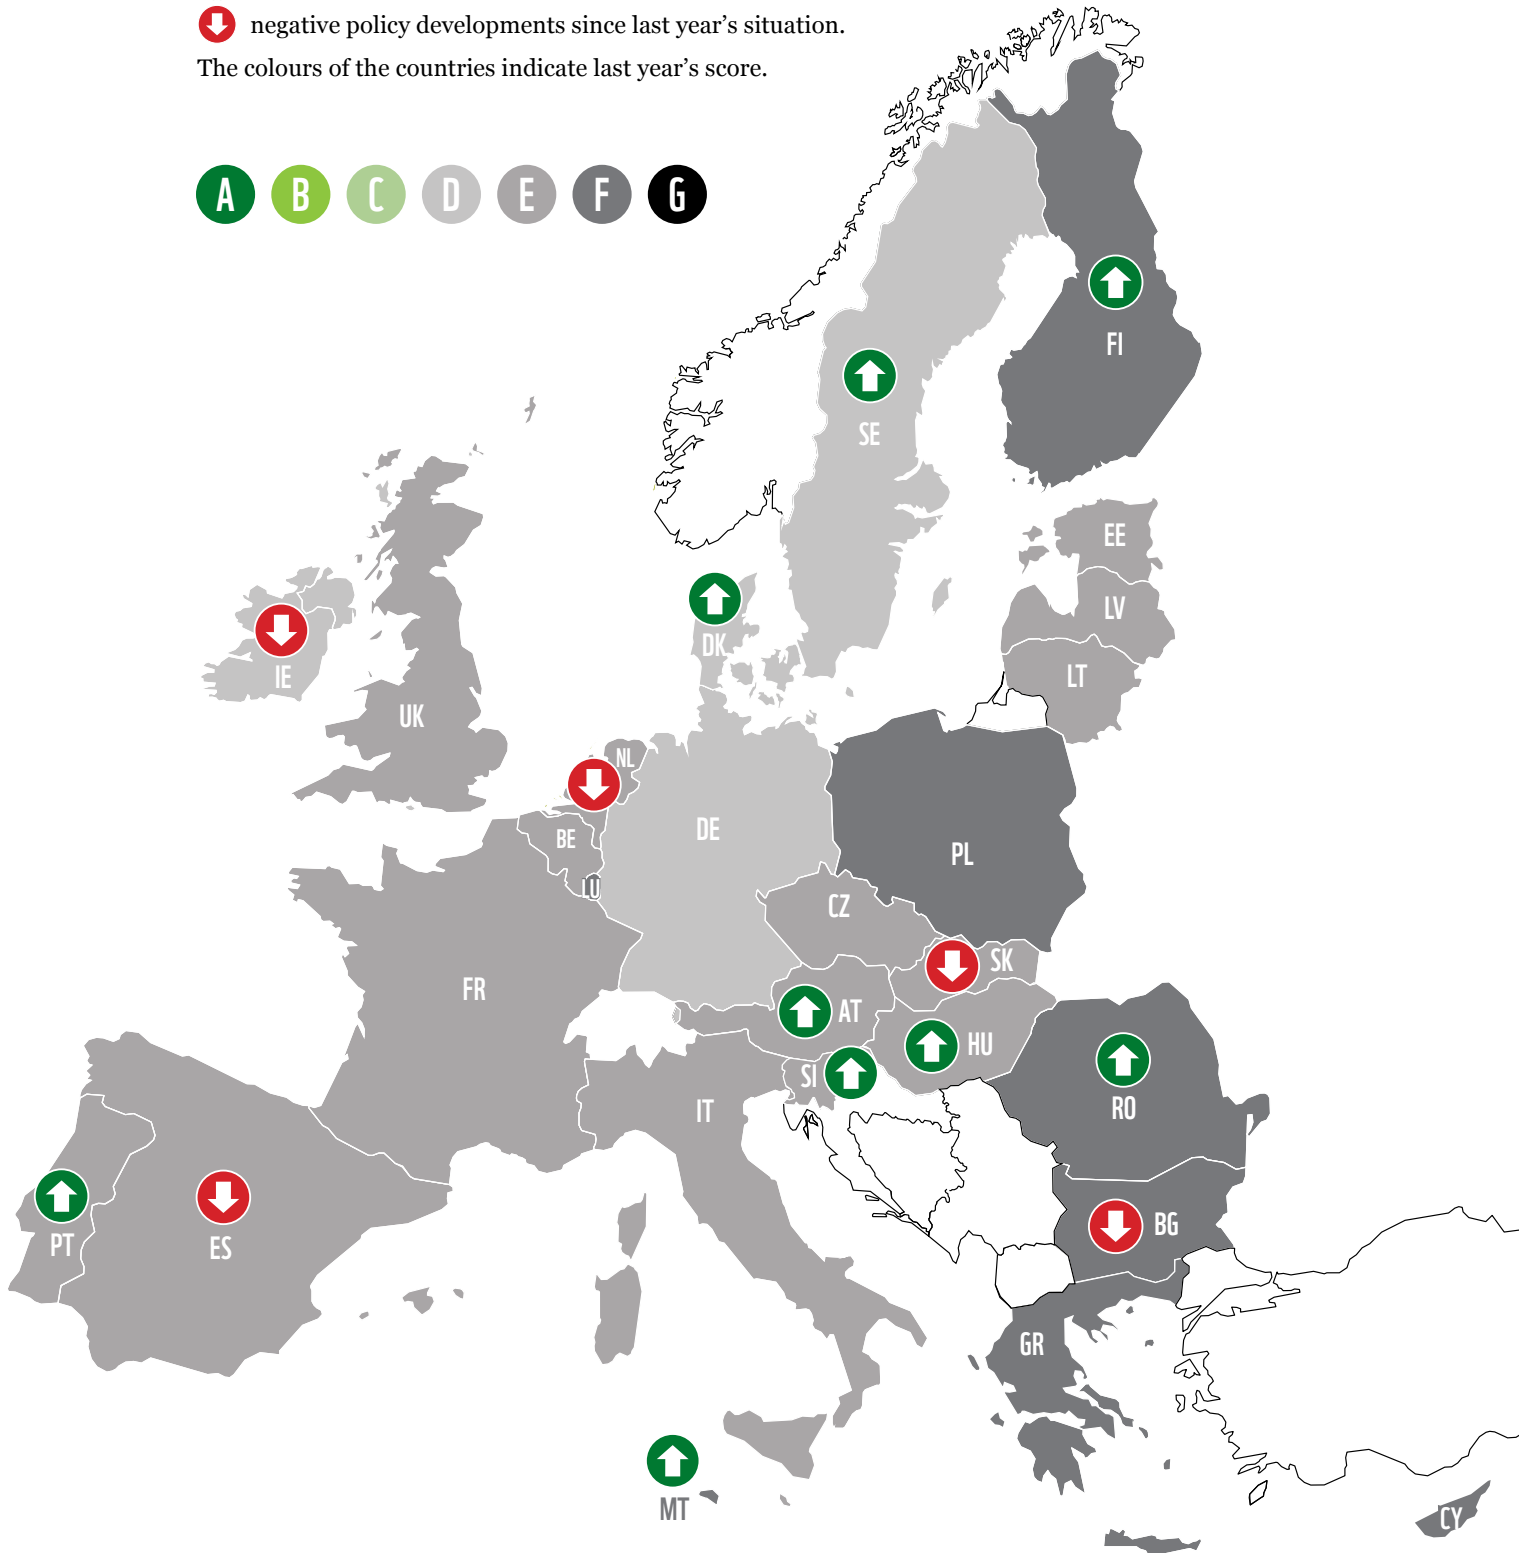 negative policy developments since last year’s situation.
The colours of the countries indicate last year’s score.
A B C D E F G
FI
SE
EE
LV
DK
LT
IE
UK
NL
DE
BE
PL
LU
CZ
SK
FR
AT
HU
SI
IT
RO
BG
PT
ES
GR
MT
CY